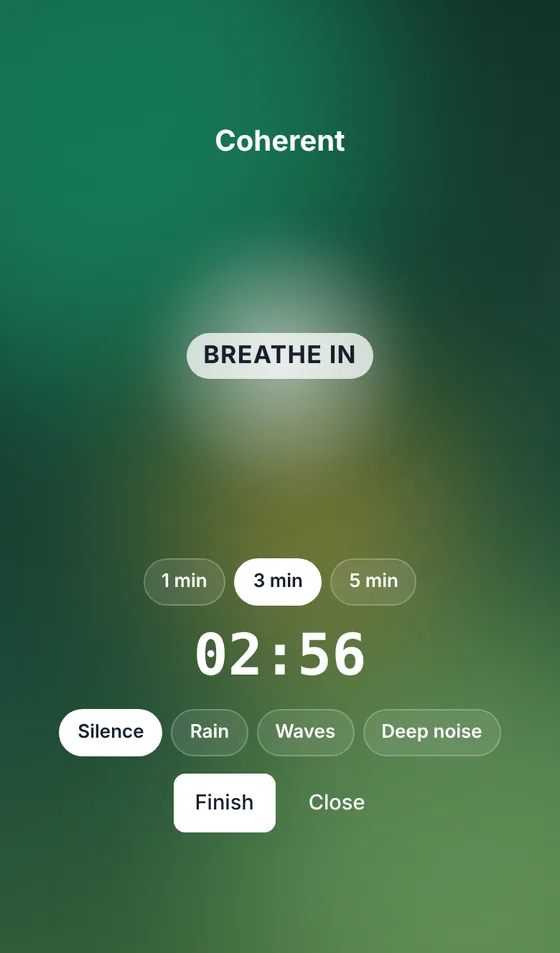 Coherent
BREATHE IN
1 min 3 min 5 min
02:56
Silence Rain Waves Deep noise
Finish Close